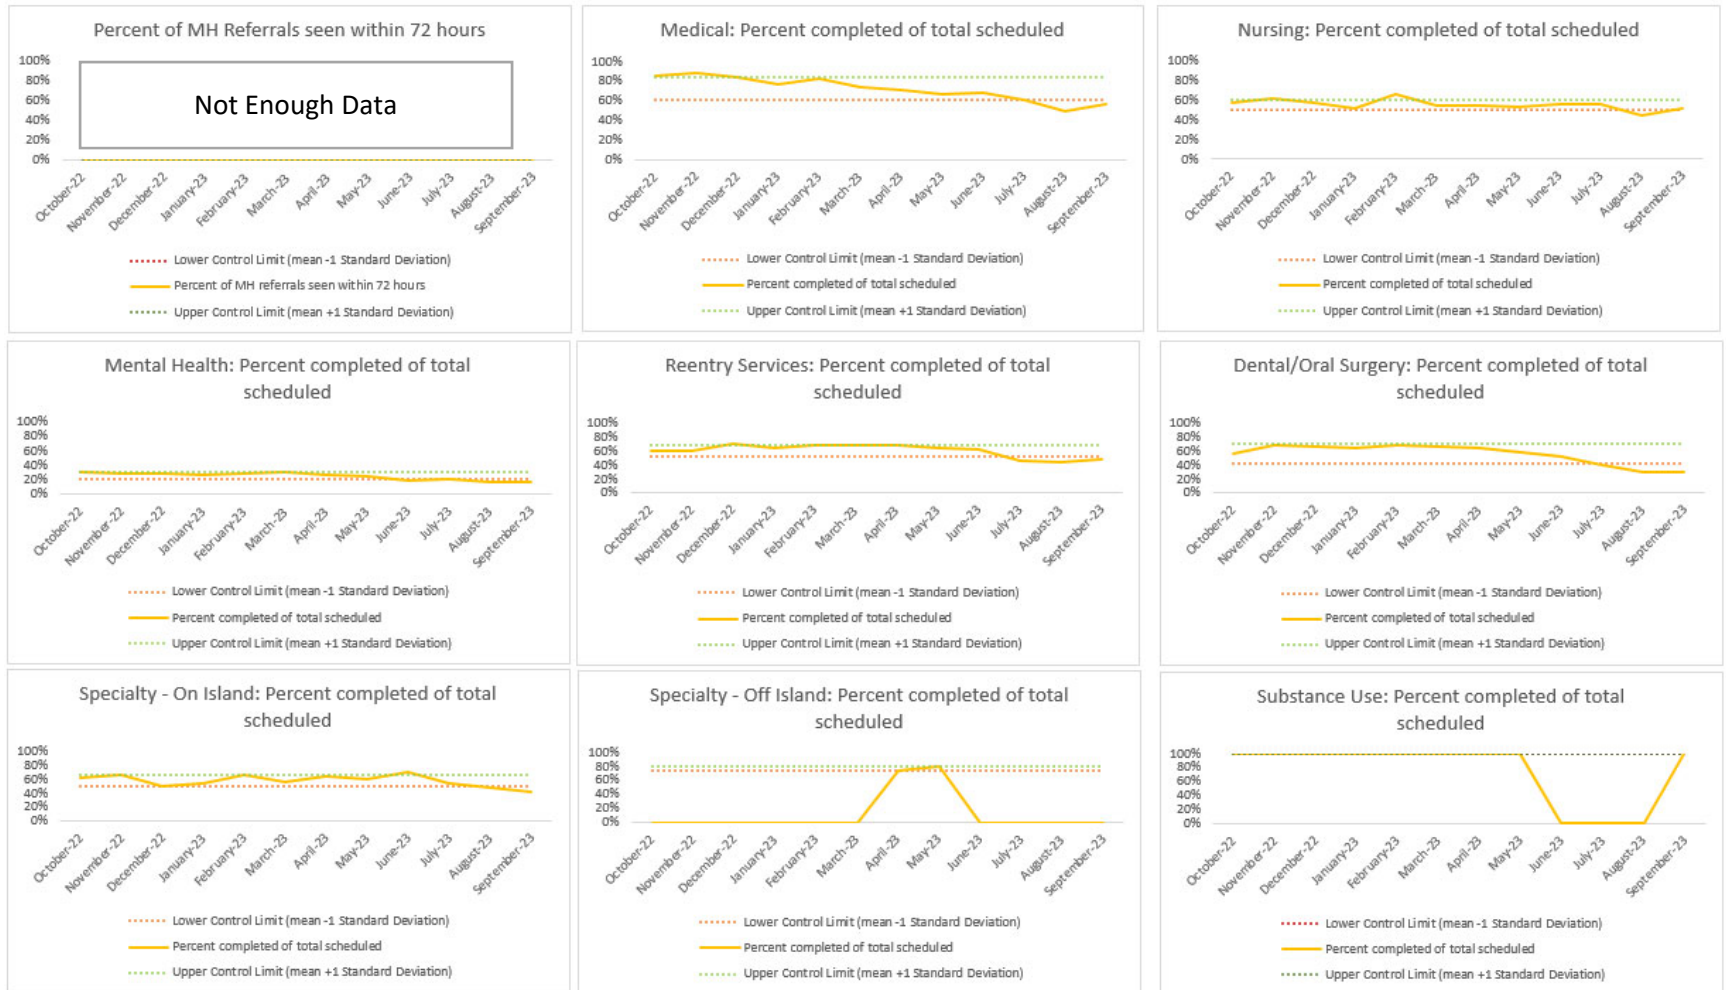 Percent of MH Referrals seen within 72 hours
100%
80%
60%
40%
20%
0%
Not Enough Data
October-22
November-22
December-22
January-23
February-23
March-23
April-23
May-23
June-23
July-23
August-23
September-23
Lower Control Limit (mean -1 Standard Deviation)
Percent of MH referrals seen within 72 hours
Upper Control Limit (mean +1 Standard Deviation)
Medical: Percent completed of total scheduled
100%
80%
60%
40%
20%
0%
October-22
November-22
December-22
January-23
February-23
March-23
April-23
May-23
June-23
July-23
August-23
September-23
Lower Control Limit (mean -1 Standard Deviation)
Percent completed of total scheduled
Upper Control Limit (mean +1 Standard Deviation)
Nursing: Percent completed of total scheduled
100%
80%
60%
40%
20%
0%
October-22
November-22
December-22
January-23
February-23
March-23
April-23
May-23
June-23
July-23
August-23
September-23
Lower Control Limit (mean -1 Standard Deviation)
Percent completed of total scheduled
Upper Control Limit (mean +1 Standard Deviation)
Mental Health: Percent completed of total
scheduled
100%
80%
60%
40%
20%
0%
October-22
November-22
December-22
January-23
February-23
March-23
April-23
May-23
June-23
July-23
August-23
September-23
Lower Control Limit (mean -1 Standard Deviation)
Percent completed of total scheduled
Upper Control Limit (mean +1 Standard Deviation)
Reentry Services: Percent completed of total
scheduled
100%
80%
60%
40%
20%
0%
October-22
November-22
December-22
January-23
February-23
March-23
April-23
May-23
June-23
July-23
August-23
September-23
Lower Control Limit (mean -1 Standard Deviation)
Percent completed of total scheduled
Upper Control Limit (mean +1 Standard Deviation)
Dental/Oral Surgery: Percent completed of total
scheduled
100%
80%
60%
40%
20%
0%
October-22
November-22
December-22
January-23
February-23
March-23
April-23
May-23
June-23
July-23
August-23
September-23
Lower Control Limit (mean -1 Standard Deviation)
Percent completed of total scheduled
Upper Control Limit (mean +1 Standard Deviation)
Specialty - On Island: Percent completed of total
scheduled
100%
80%
60%
40%
20%
0%
October-22
November-22
December-22
January-23
February-23
March-23
April-23
May-23
June-23
July-23
August-23
September-23
Lower Control Limit (mean -1 Standard Deviation)
Percent completed of total scheduled
Upper Control Limit (mean +1 Standard Deviation)
Specialty - Off Island: Percent completed of total
scheduled
100%
80%
60%
40%
20%
0%
October-22
November-22
December-22
January-23
February-23
March-23
April-23
May-23
June-23
July-23
August-23
September-23
Lower Control Limit (mean -1 Standard Deviation)
Percent completed of total scheduled
Upper Control Limit (mean +1 Standard Deviation)
Substance Use: Percent completed of total
scheduled
100%
80%
60%
40%
20%
0%
October-22
November-22
December-22
January-23
February-23
March-23
April-23
May-23
June-23
July-23
August-23
September-23
Lower Control Limit (mean -1 Standard Deviation)
Percent completed of total scheduled
Upper Control Limit (mean +1 Standard Deviation)